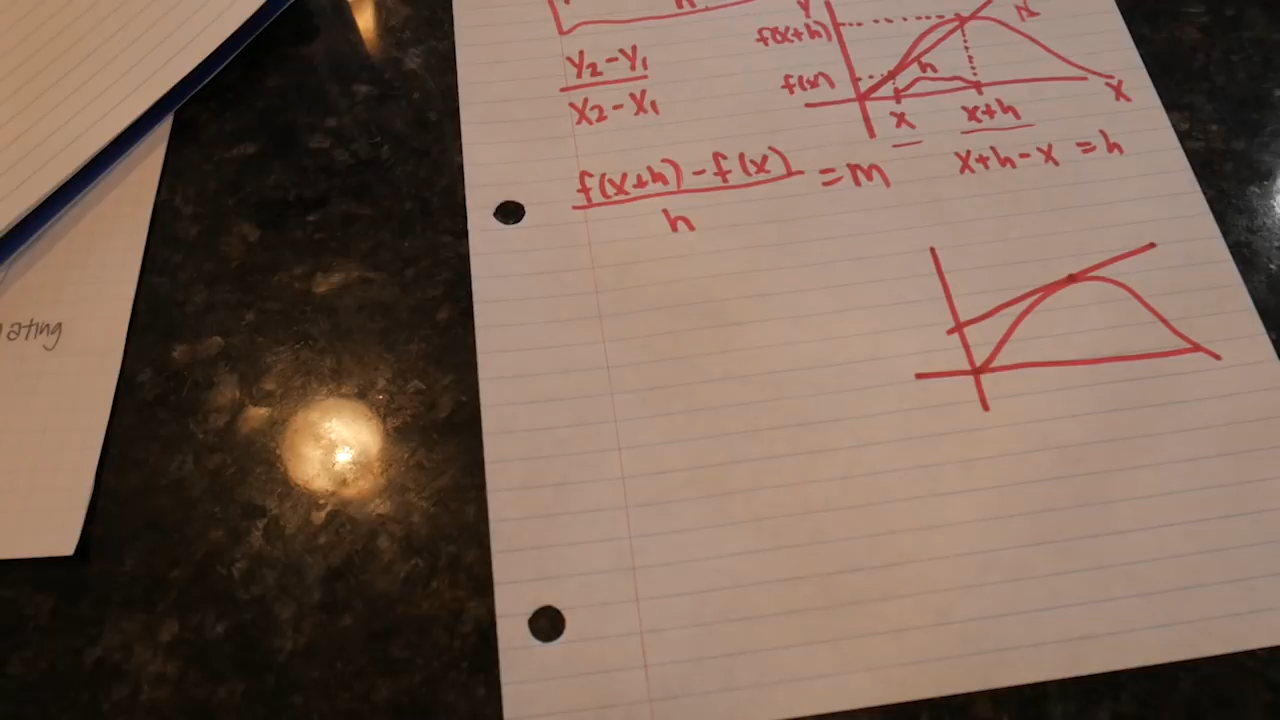 h
y
f(x+h)
f(x)
h
x
x+h
x
y₂-y₁
x₂-x₁
x+h-x = h
f(x+h)-f(x) = m
h
ating